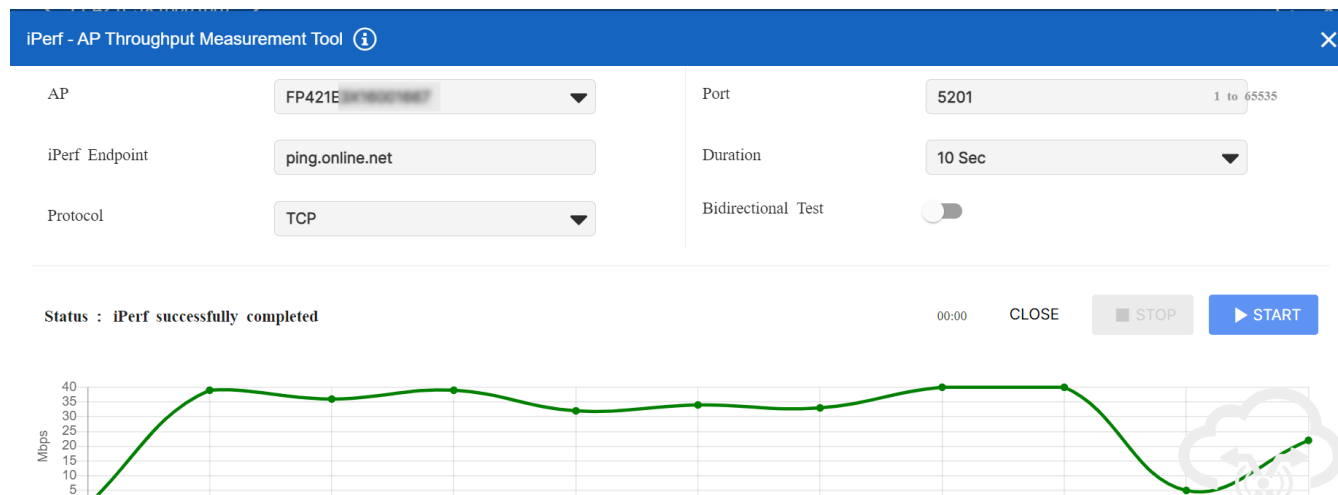 iPerf - AP Throughput Measurement Tool
AP
FP421E
Port
5201
1 to 65535
iPerf Endpoint
ping.online.net
Duration
10 Sec
Protocol
TCP
Bidirectional Test
Status : iPerf successfully completed
00:00
CLOSE
STOP
START
Mbps
40
35
30
25
20
15
10
5